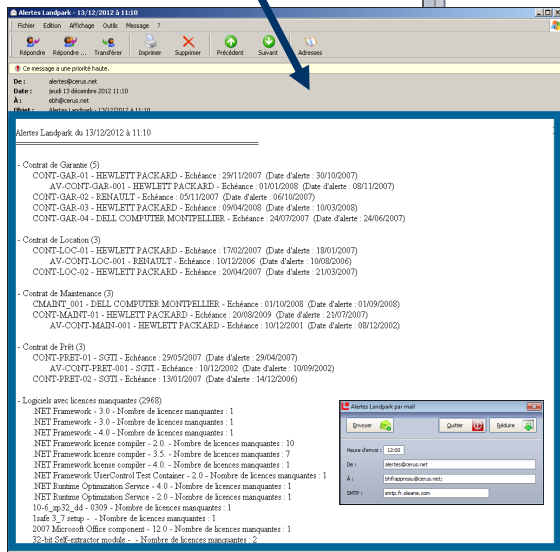 Alertes Landpark - 13/12/2012 à 11:10
Fichier Edition Affichage Outils Message ?
Répondre Répondre ... Transférer Imprimer Supprimer Précédent Suivant Adresses
Ce message a une priorité haute.
De : alertes@cerus.net
Date : jeudi 13 décembre 2012 11:10
À : ebh@cerus.net
Objet : Alertes Landpark - 13/12/2012 à 11:10
Alertes Landpark du 13/12/2012 à 11:10
- Contrat de Garantie (5)
CONT-GAR-01 - HEWLETT PACKARD - Echéance : 29/11/2007 (Date d'alerte : 30/10/2007)
AV-CONT-GAR-001 - HEWLETT PACKARD - Echéance : 01/01/2008 (Date d'alerte : 08/11/2007)
CONT-GAR-02 - RENAULT - Echéance : 05/11/2007 (Date d'alerte : 06/10/2007)
CONT-GAR-03 - HEWLETT PACKARD - Echéance : 09/04/2008 (Date d'alerte : 10/03/2008)
CONT-GAR-04 - DELL COMPUTER MONTPELLIER - Echéance : 24/07/2007 (Date d'alerte : 24/06/2007)
- Contrat de Location (3)
CONT-LOC-01 - HEWLETT PACKARD - Echéance : 17/02/2007 (Date d'alerte : 18/01/2007)
AV-CONT-LOC-001 - RENAULT - Echéance : 10/12/2006 (Date d'alerte : 10/08/2006)
CONT-LOC-02 - HEWLETT PACKARD - Echéance : 20/04/2007 (Date d'alerte : 21/03/2007)
- Contrat de Maintenance (3)
CMAINT_001 - DELL COMPUTER MONTPELLIER - Echéance : 01/10/2008 (Date d'alerte : 01/09/2008)
CONT-MAINT-01 - HEWLETT PACKARD - Echéance : 20/08/2009 (Date d'alerte : 21/07/2007)
AV-CONT-MAIN-001 - HEWLETT PACKARD - Echéance : 10/12/2001 (Date d'alerte : 08/12/2002)
- Contrat de Prêt (3)
CONT-PRET-01 - SGTI - Echéance : 29/05/2007 (Date d'alerte : 29/04/2007)
AV-CONT-PRET-001 - SGTI - Echéance : 10/12/2002 (Date d'alerte : 10/09/2002)
CONT-PRET-02 - SGTI - Echéance : 13/01/2007 (Date d'alerte : 14/12/2006)
- Logiciels avec licences manquantes (2968)
.NET Framework - 3.0 - Nombre de licences manquantes : 1
.NET Framework - 3.0 - Nombre de licences manquantes : 1
.NET Framework - 4.0 - Nombre de licences manquantes : 1
.NET Framework license compiler - 2.0. - Nombre de licences manquantes : 10
.NET Framework license compiler - 3.5. - Nombre de licences manquantes : 7
.NET Framework license compiler - 4.0. - Nombre de licences manquantes : 1
.NET Framework UserControl Test Container - 2.0 - Nombre de licences manquantes : 1
.NET Runtime Optimization Service - 4.0 - Nombre de licences manquantes : 1
.NET Runtime Optimization Service - 2.0 - Nombre de licences manquantes : 1
10-6_xp32_dd - 0309 - Nombre de licences manquantes : 1
1safe 3_7 setup - - Nombre de licences manquantes : 1
2007 Microsoft Office component - 12.0 - Nombre de licences manquantes : 1
32-bit Self-extractor module - - Nombre de licences manquantes : 2
Alertes Landpark par mail
Envoyer Quitter Réduire
Heure d'envoi : 12:00
De : alertes@cerus.net
À : bhfrappreau@cerus.net;
SMTP : smtp.fr.oleane.com